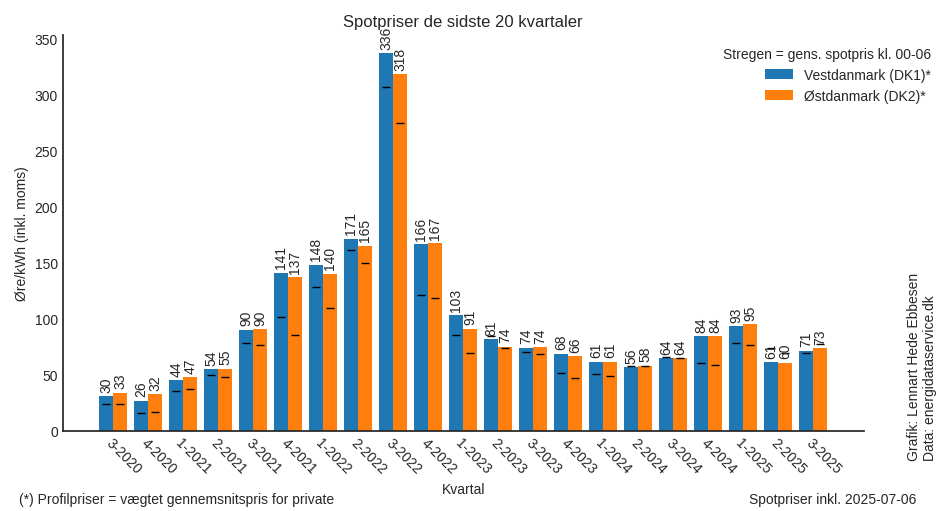 Spotpriser de sidste 20 kvartaler
Stregen = gens. spotpris kl. 00-06
Vestdanmark (DK1)*
Østdanmark (DK2)*
Øre/kWh (inkl. moms)
350
300
250
200
150
100
50
0
30 33 26 32 44 47 54 55 90 90 141 137 148 140 171 165 336 318 166 167 103 91 81 74 74 74 68 66 61 61 56 58 64 64 84 84 93 95 61 60 71 73
3-2020 4-2020 1-2021 2-2021 3-2021 4-2021 1-2022 2-2022 3-2022 4-2022 1-2023 2-2023 3-2023 4-2023 1-2024 2-2024 3-2024 4-2024 1-2025 2-2025 3-2025
Kvartal
(*) Profilpriser = vægtet gennemsnitspris for private
Spotpriser inkl. 2025-07-06
Grafik: Lennart Hede Ebbesen
Data: energidataservice.dk